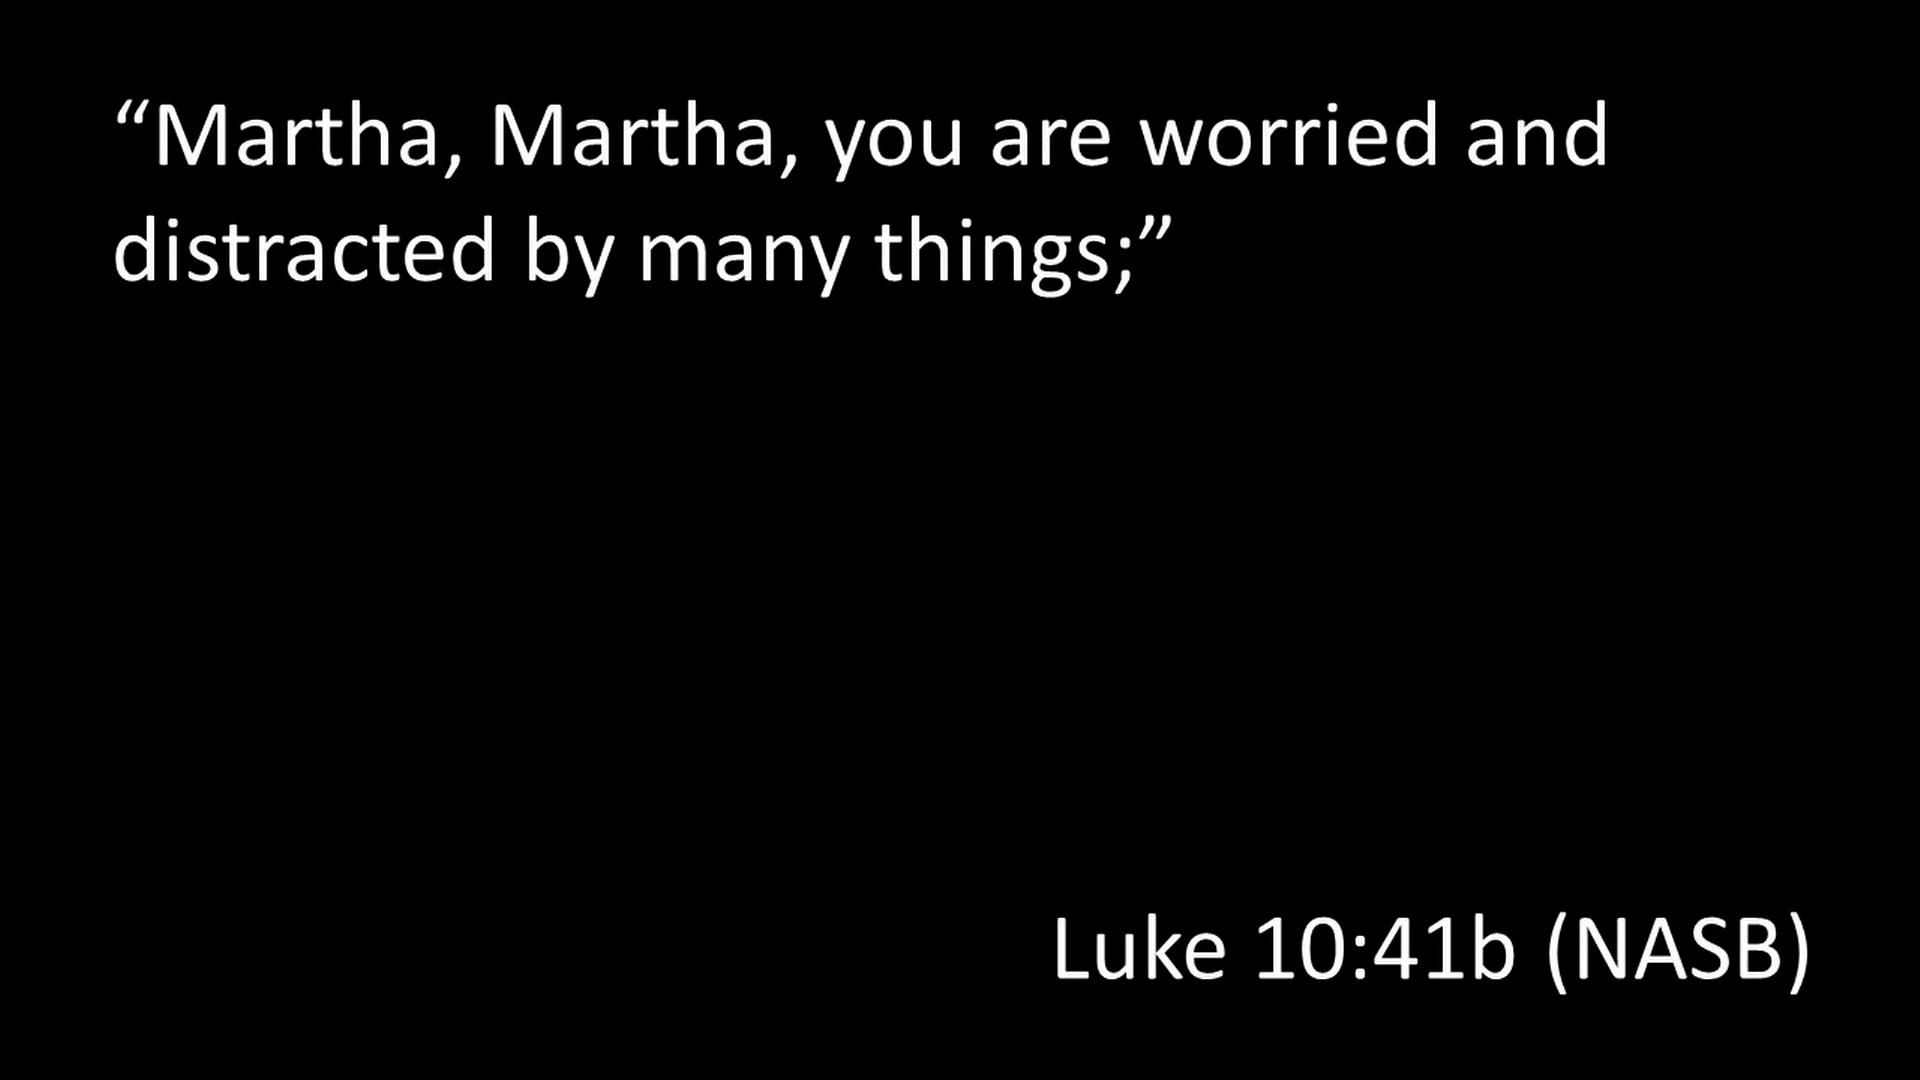 “Martha, Martha, you are worried and
distracted by many things;”
Luke 10:41b (NASB)